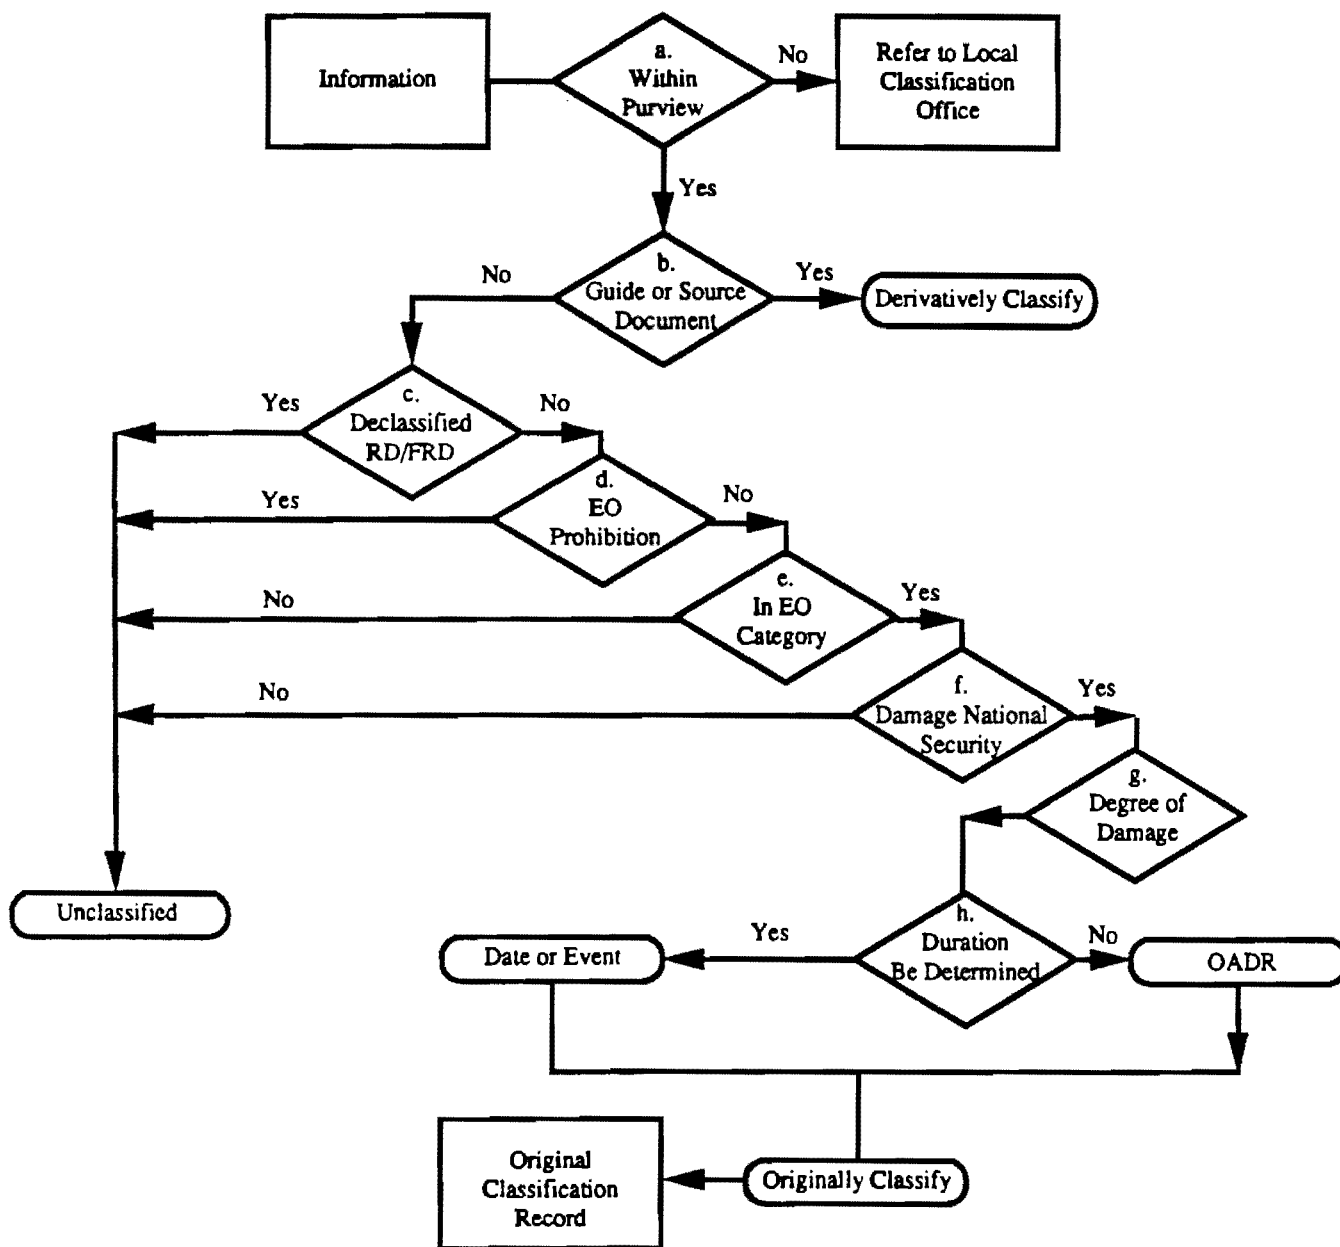 Information
a.
Within
Purview
No
Refer to Local
Classification
Office
Yes
b.
Guide or Source
Document
No
Yes
Derivatively Classify
c.
Declassified
RD/FRD
Yes
No
d.
EO
Prohibition
Yes
No
e.
In EO
Category
No
Yes
f.
Damage National
Security
No
Yes
g.
Degree of
Damage
Unclassified
h.
Duration
Be Determined
Yes
No
Date or Event
OADR
Original
Classification
Record
Originally Classify